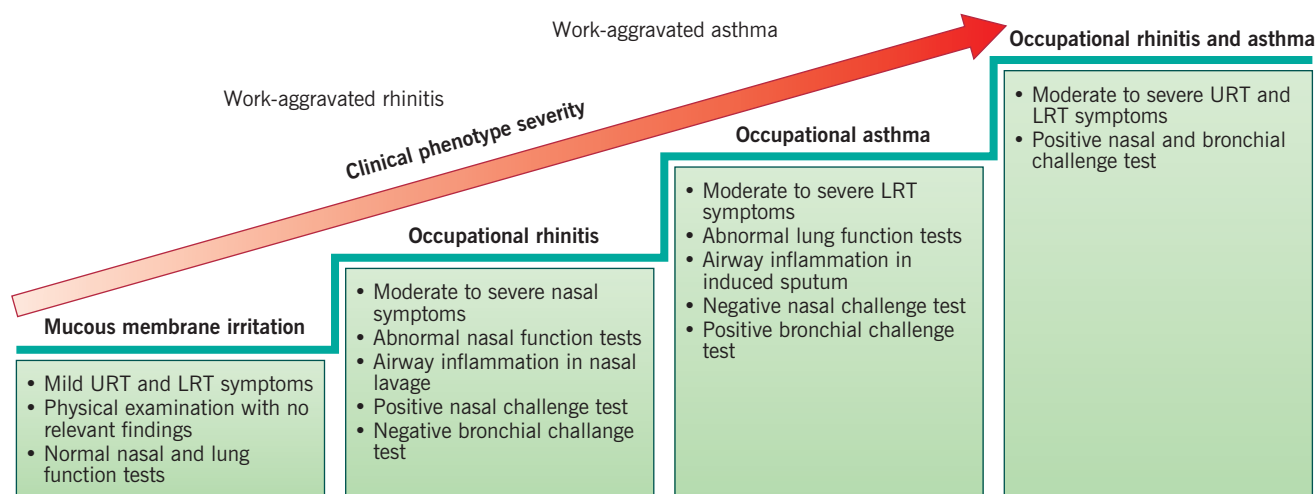 Work-aggravated asthma
Work-aggravated rhinitis
Clinical phenotype severity
Mucous membrane irritation
• Mild URT and LRT symptoms
• Physical examination with no
relevant findings
• Normal nasal and lung
function tests
Occupational rhinitis
• Moderate to severe nasal
symptoms
• Abnormal nasal function tests
• Airway inflammation in nasal
lavage
• Positive nasal challenge test
• Negative bronchial challange
test
Occupational asthma
• Moderate to severe LRT
symptoms
• Abnormal lung function tests
• Airway inflammation in
induced sputum
• Negative nasal challenge test
• Positive bronchial challenge
test
Occupational rhinitis and asthma
• Moderate to severe URT and
LRT symptoms
• Positive nasal and bronchial
challenge test